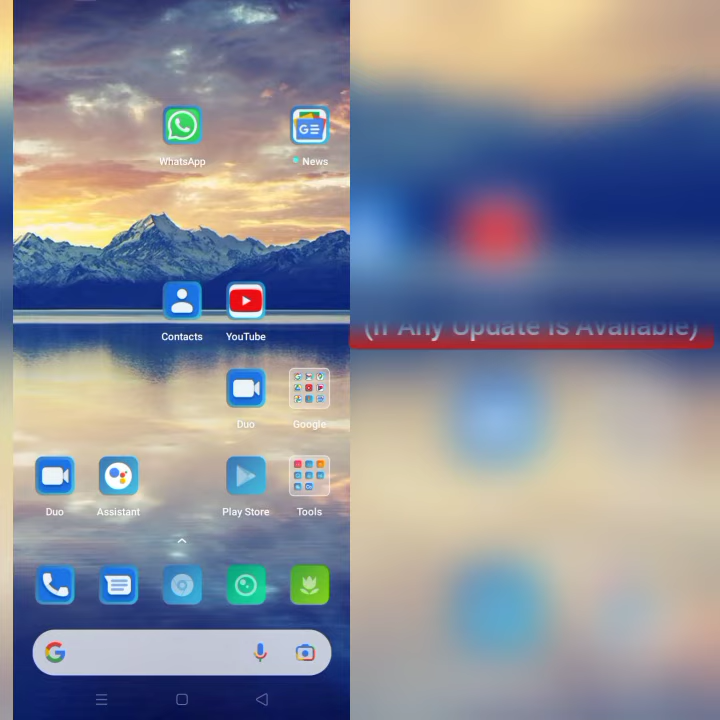 WhatsApp
News
Contacts
YouTube
Duo
Google
Duo
Assistant
Play Store
Tools
(If Any Update Is Available)